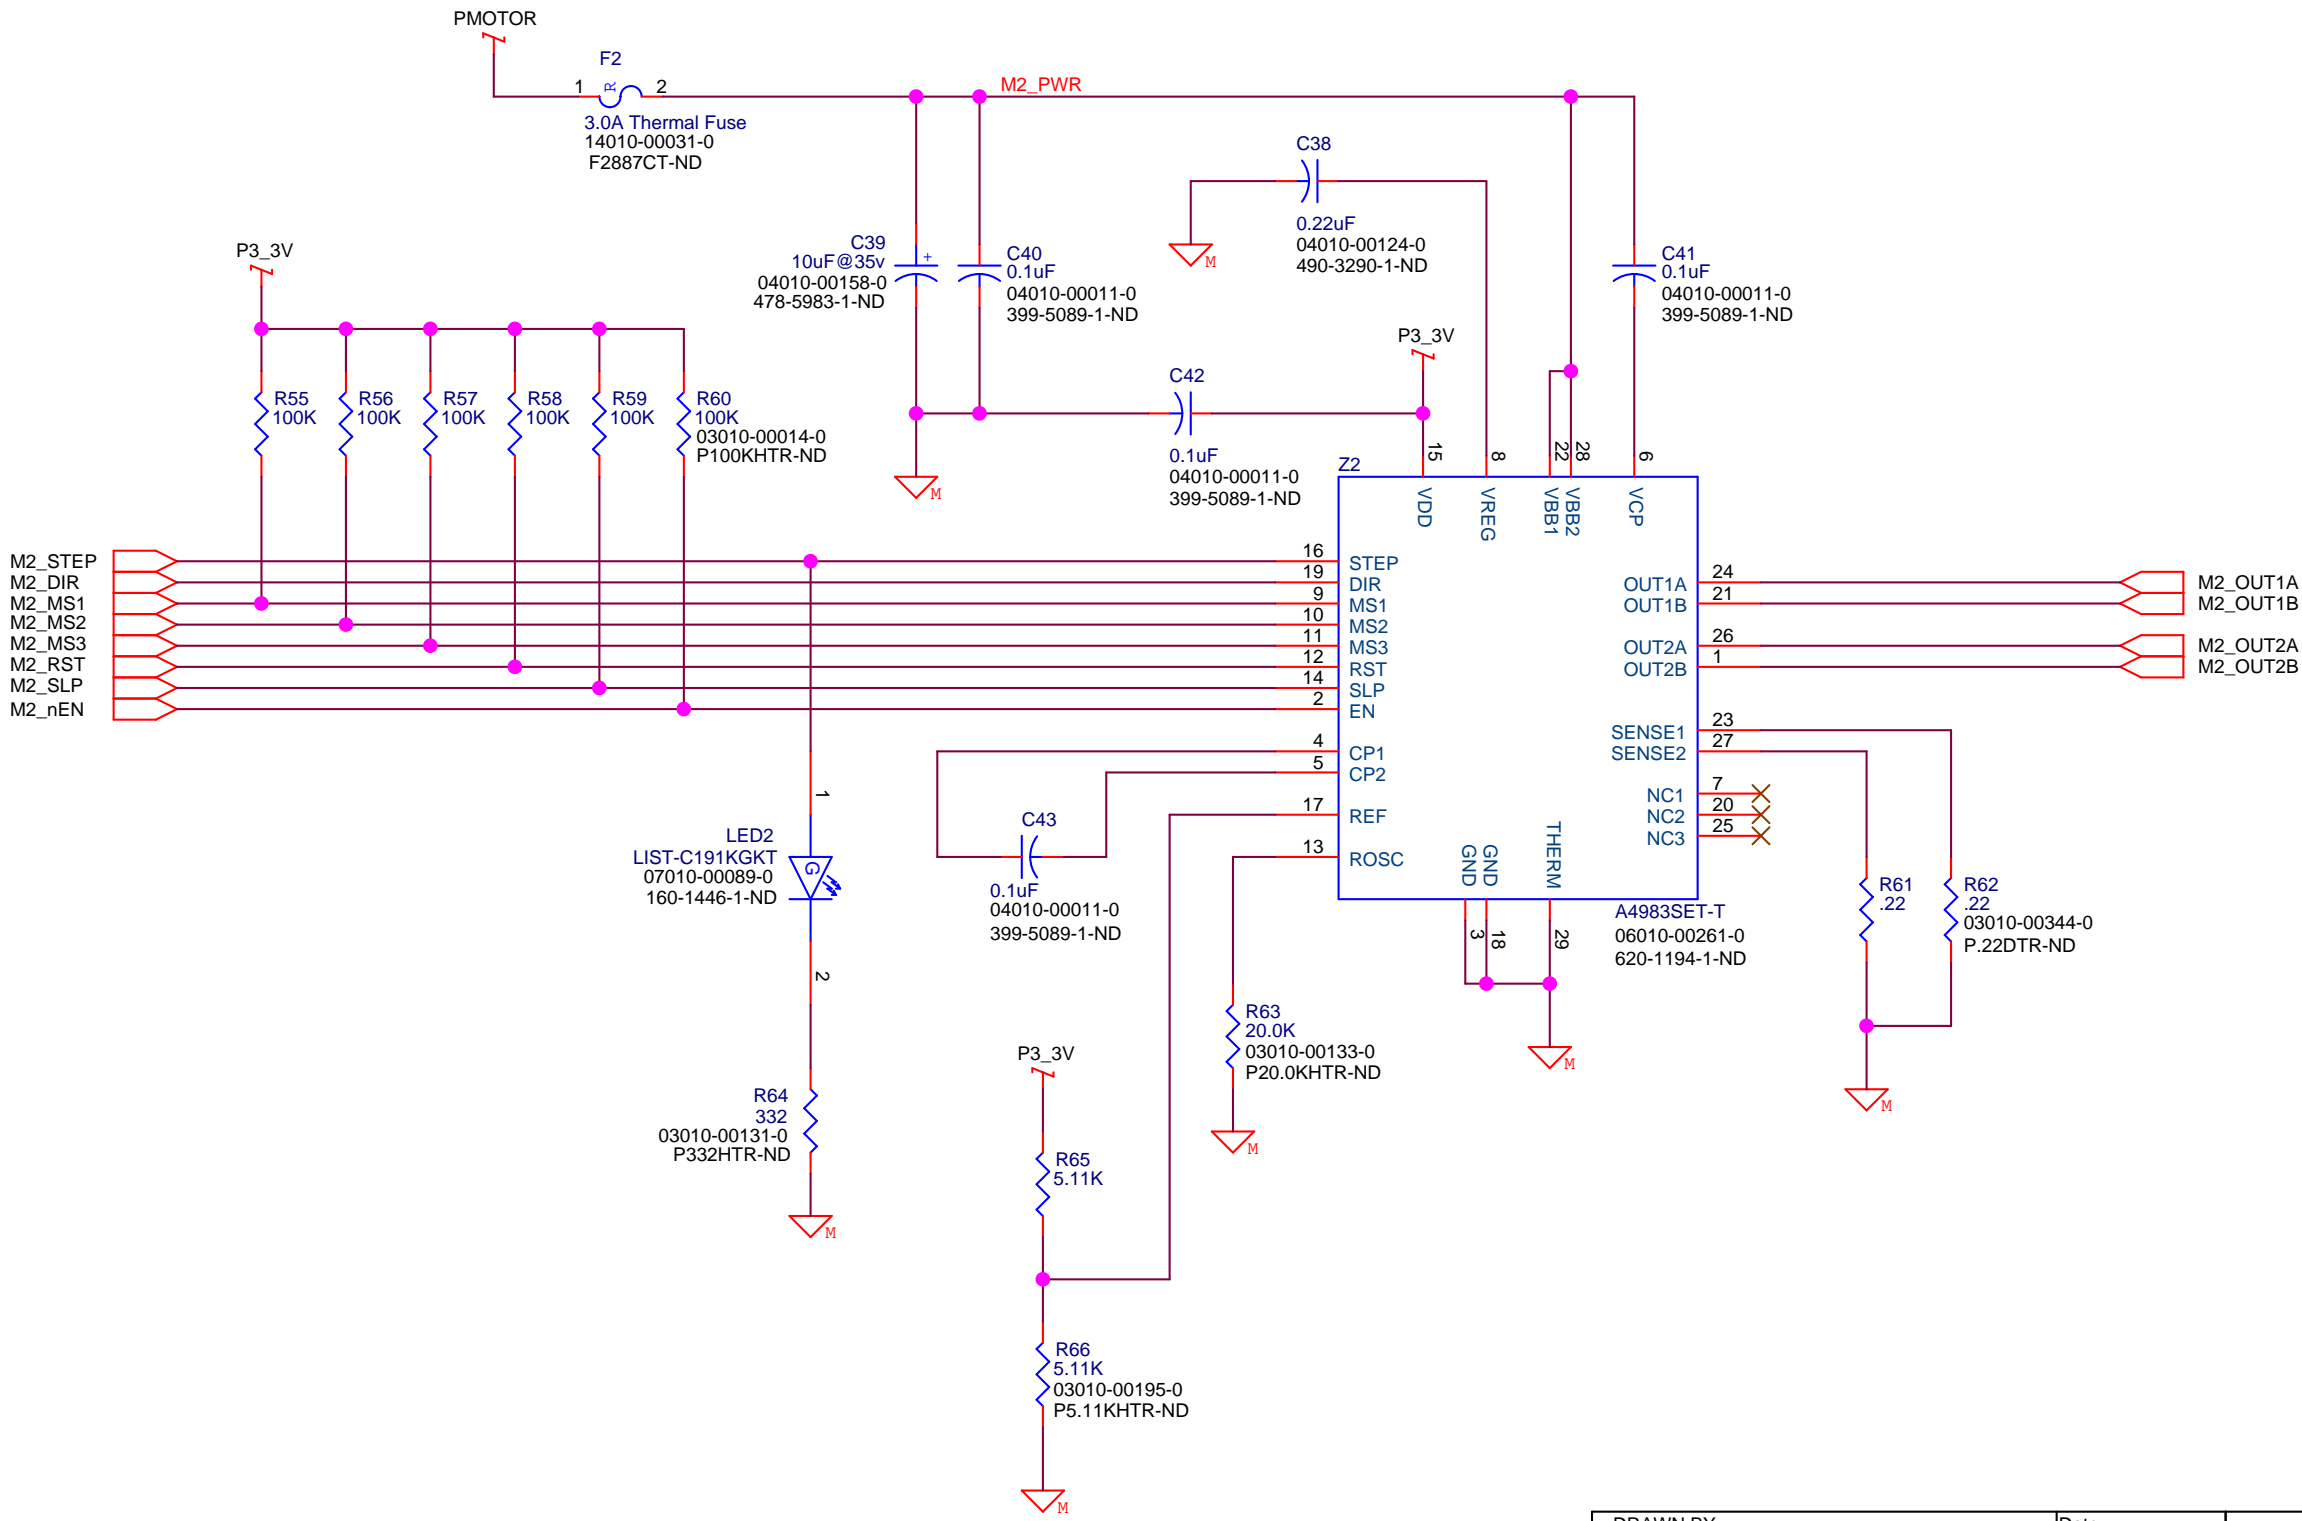 PMOTOR
F2
1
R
2
3.0A Thermal Fuse
14010-00031-0
F2887CT-ND
M2_PWR
C38
0.22uF
04010-00124-0
490-3290-1-ND
M
C39
10uF@35v
04010-00158-0
478-5983-1-ND
+
C40
0.1uF
04010-00011-0
399-5089-1-ND
C41
0.1uF
04010-00011-0
399-5089-1-ND
P3_3V
R55
100K
R56
100K
R57
100K
R58
100K
R59
100K
R60
100K
03010-00014-0
P100KHTR-ND
P3_3V
C42
0.1uF
04010-00011-0
399-5089-1-ND
M
Z2
15
8
22
28
6
VDD
VREG
VBB1
VBB2
VCP
M2_STEP
M2_DIR
M2_MS1
M2_MS2
M2_MS3
M2_RST
M2_SLP
M2_nEN
16
STEP
19
DIR
9
MS1
10
MS2
11
MS3
12
RST
14
SLP
2
EN
4
CP1
5
CP2
17
REF
13
ROSC
24
OUT1A
21
OUT1B
26
OUT2A
1
OUT2B
M2_OUT1A
M2_OUT1B
M2_OUT2A
M2_OUT2B
23
SENSE1
27
SENSE2
7
NC1
20
NC2
25
NC3
GND
GND
THERM
3
18
29
A4983SET-T
06010-00261-0
620-1194-1-ND
M
R61
.22
R62
.22
03010-00344-0
P.22DTR-ND
M
C43
0.1uF
04010-00011-0
399-5089-1-ND
1
LED2
LIST-C191KGKT
07010-00089-0
160-1446-1-ND
G
2
R64
332
03010-00131-0
P332HTR-ND
M
R63
20.0K
03010-00133-0
P20.0KHTR-ND
M
P3_3V
R65
5.11K
R66
5.11K
03010-00195-0
P5.11KHTR-ND
M
DRAWN BY
Date